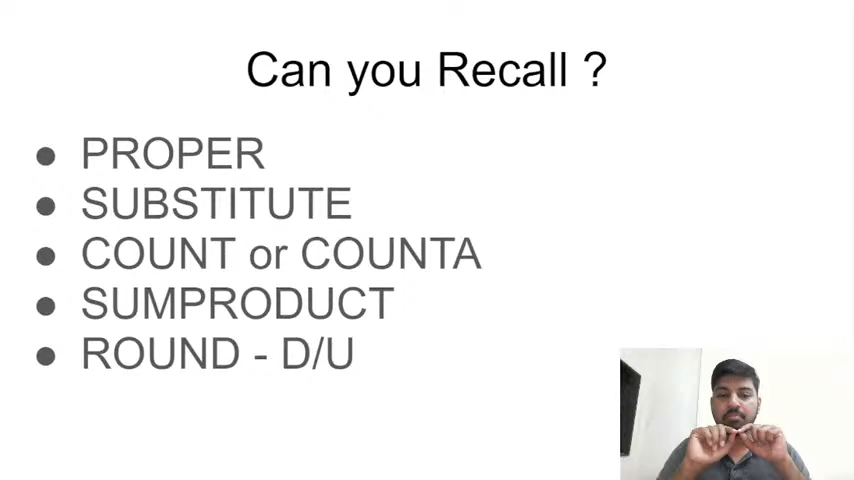 Can you Recall ?
● PROPER
● SUBSTITUTE
● COUNT or COUNTA
● SUMPRODUCT
● ROUND - D/U